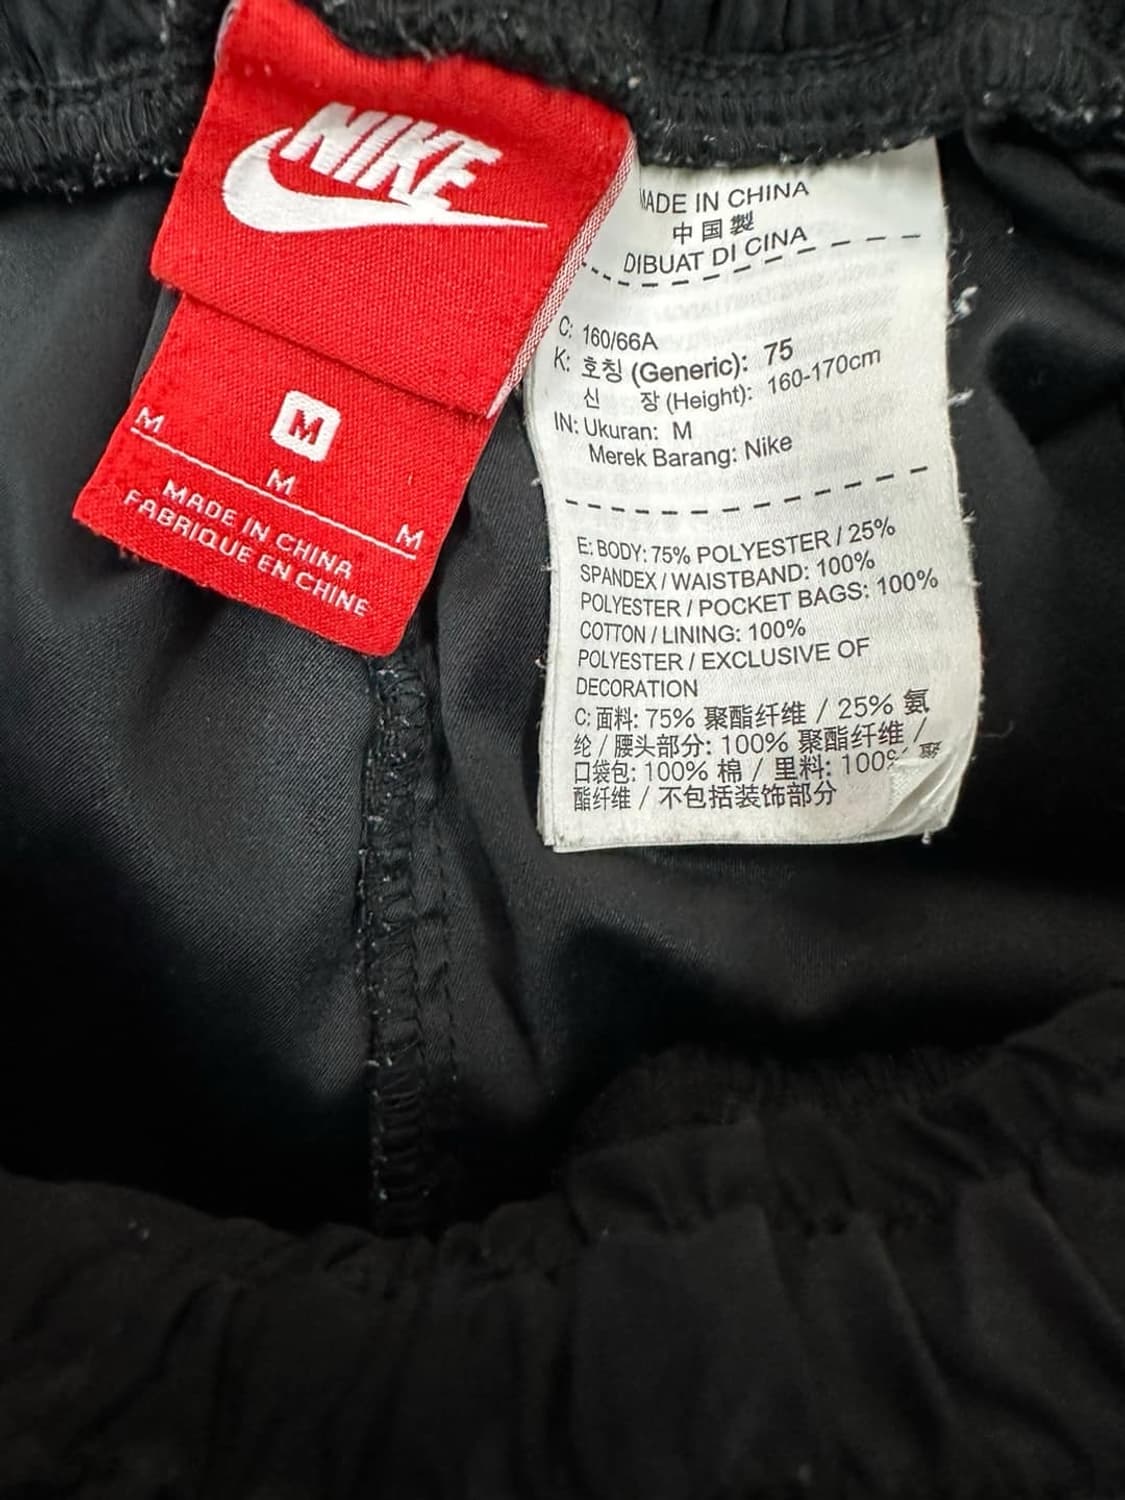 NIKE
M
M
M
M
MADE IN CHINA
FABRIQUE EN CHINE
MADE IN CHINA
中国製
DIBUAT DI CINA
C: 160/66A
K: 호칭 (Generic): 75
신 장 (Height): 160-170cm
IN: Ukuran: M
Merek Barang: Nike
E: BODY: 75% POLYESTER / 25%
SPANDEX / WAISTBAND: 100%
POLYESTER / POCKET BAGS: 100%
COTTON / LINING: 100%
POLYESTER / EXCLUSIVE OF
DECORATION
C: 面料: 75% 聚酯纤维 / 25% 氨
纶 / 腰头部分: 100% 聚酯纤维 /
口袋包: 100% 棉 / 里料: 100% 聚
酯纤维 / 不包括装饰部分